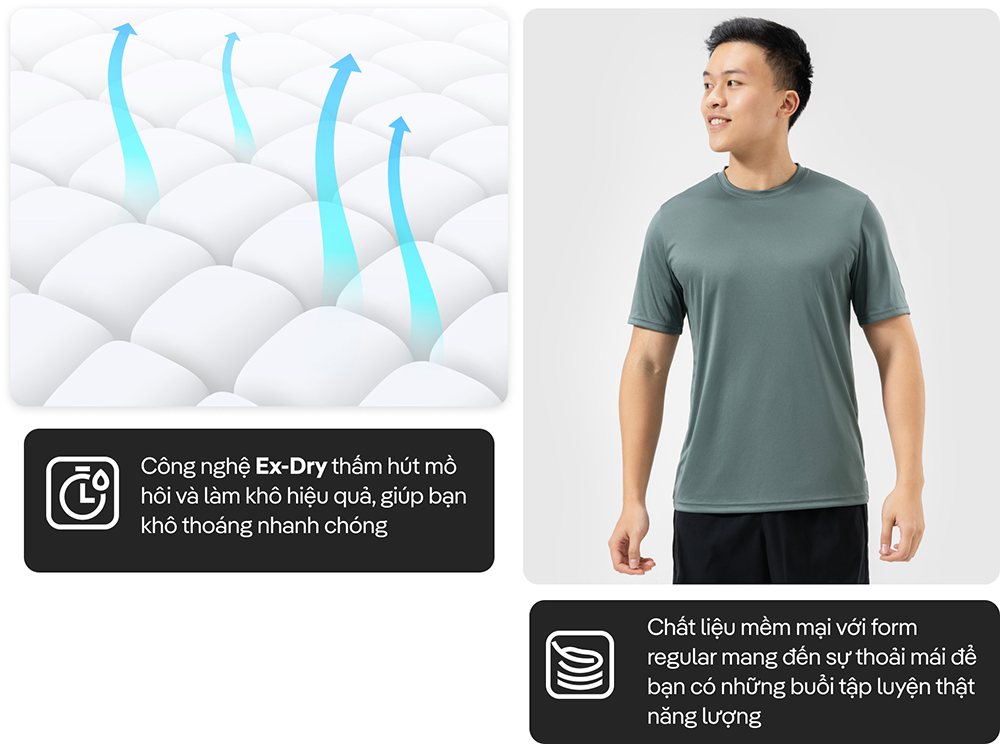 Công nghệ Ex-Dry thấm hút mồ
hôi và làm khô hiệu quả, giúp bạn
khô thoáng nhanh chóng
Chất liệu mềm mại với form
regular mang đến sự thoải mái để
bạn có những buổi tập luyện thật
năng lượng